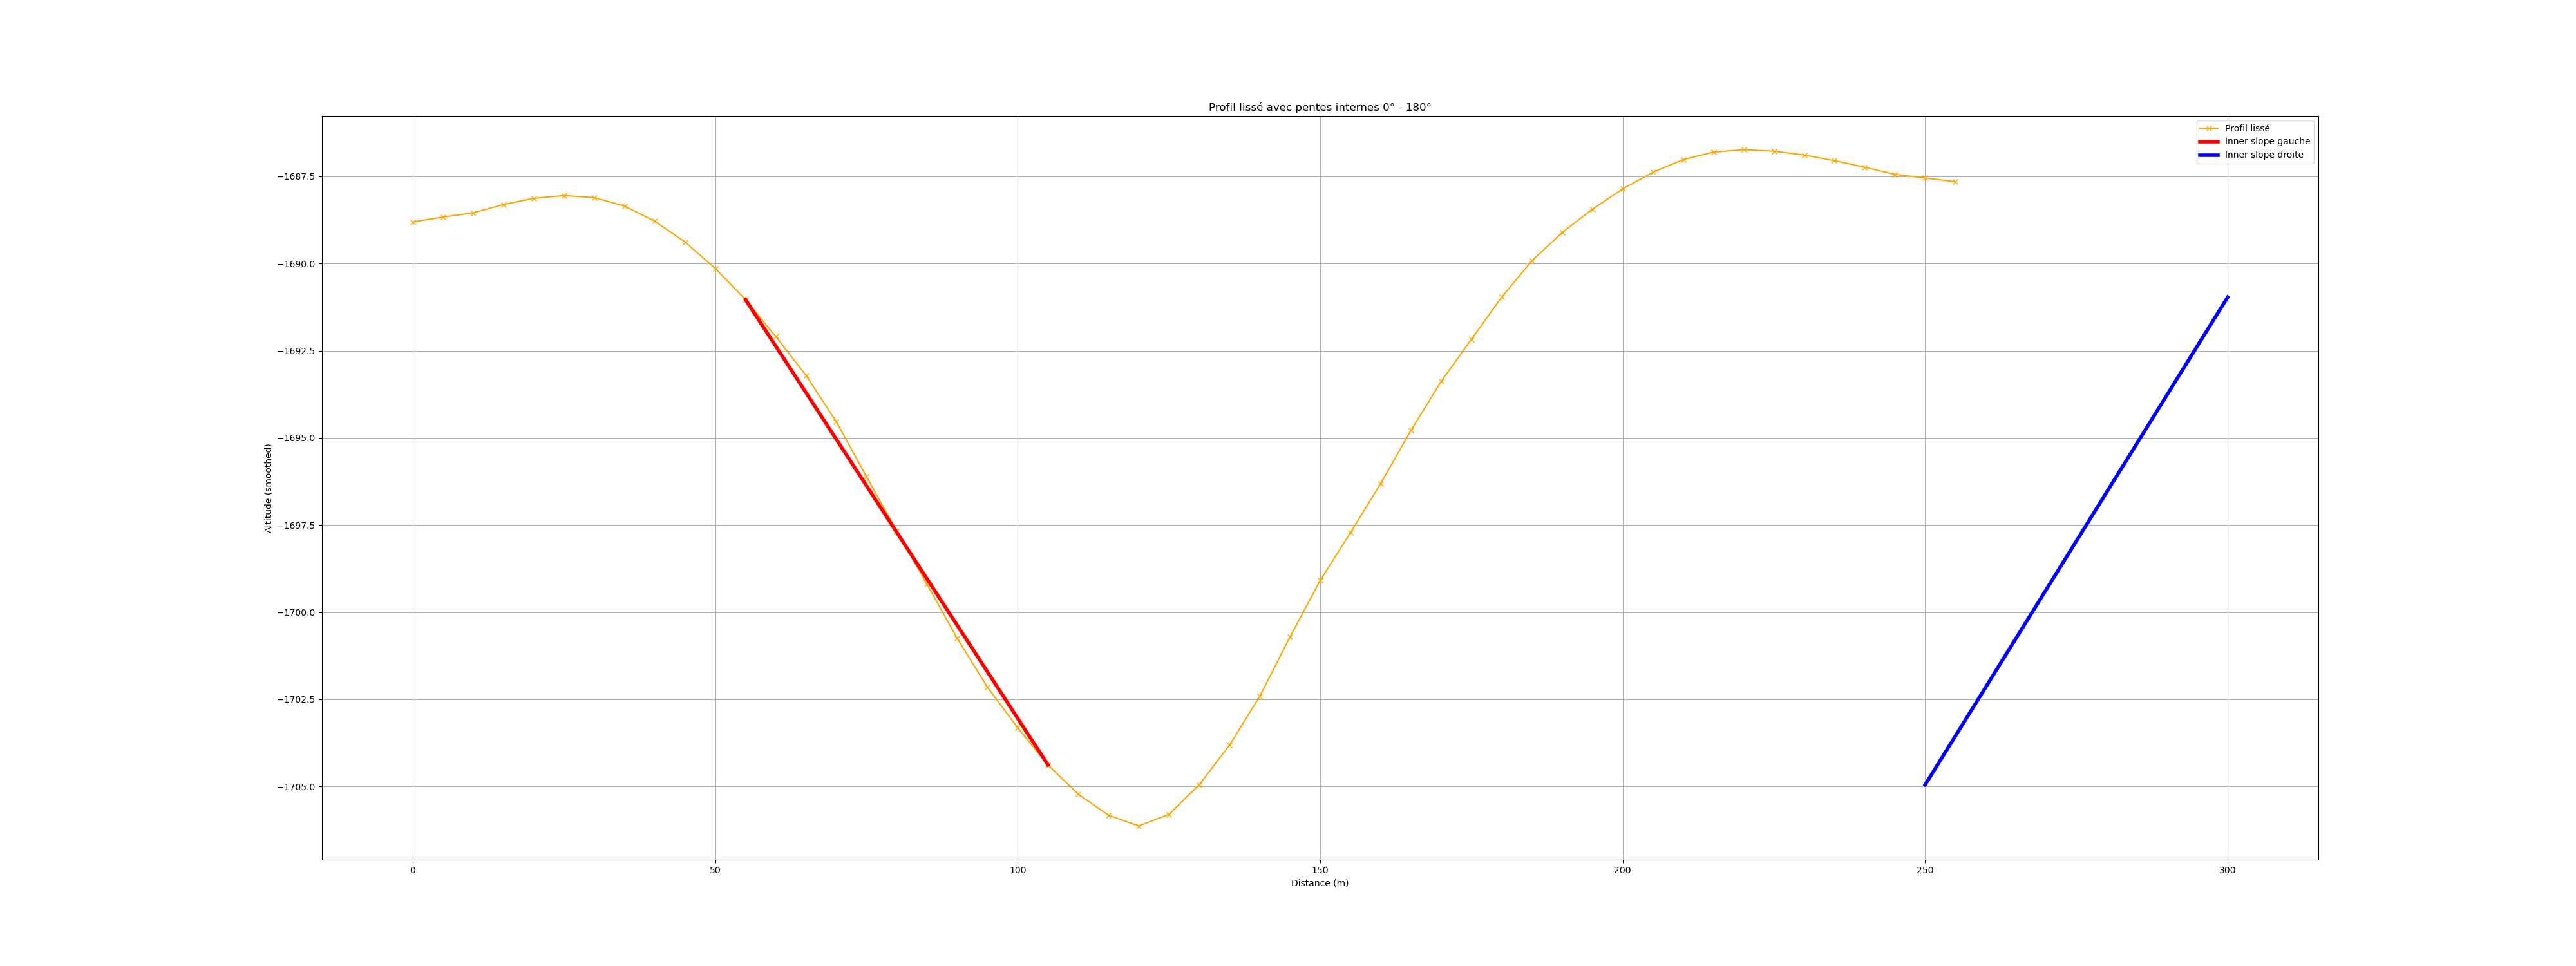 Profil lissé avec pentes internes 0° - 180°
Profil lissé
Inner slope gauche
Inner slope droite
−1687.5
−1690.0
−1692.5
−1695.0
−1697.5
−1700.0
−1702.5
−1705.0
Altitude (smoothed)
0 50 100 150 200 250 300
Distance (m)